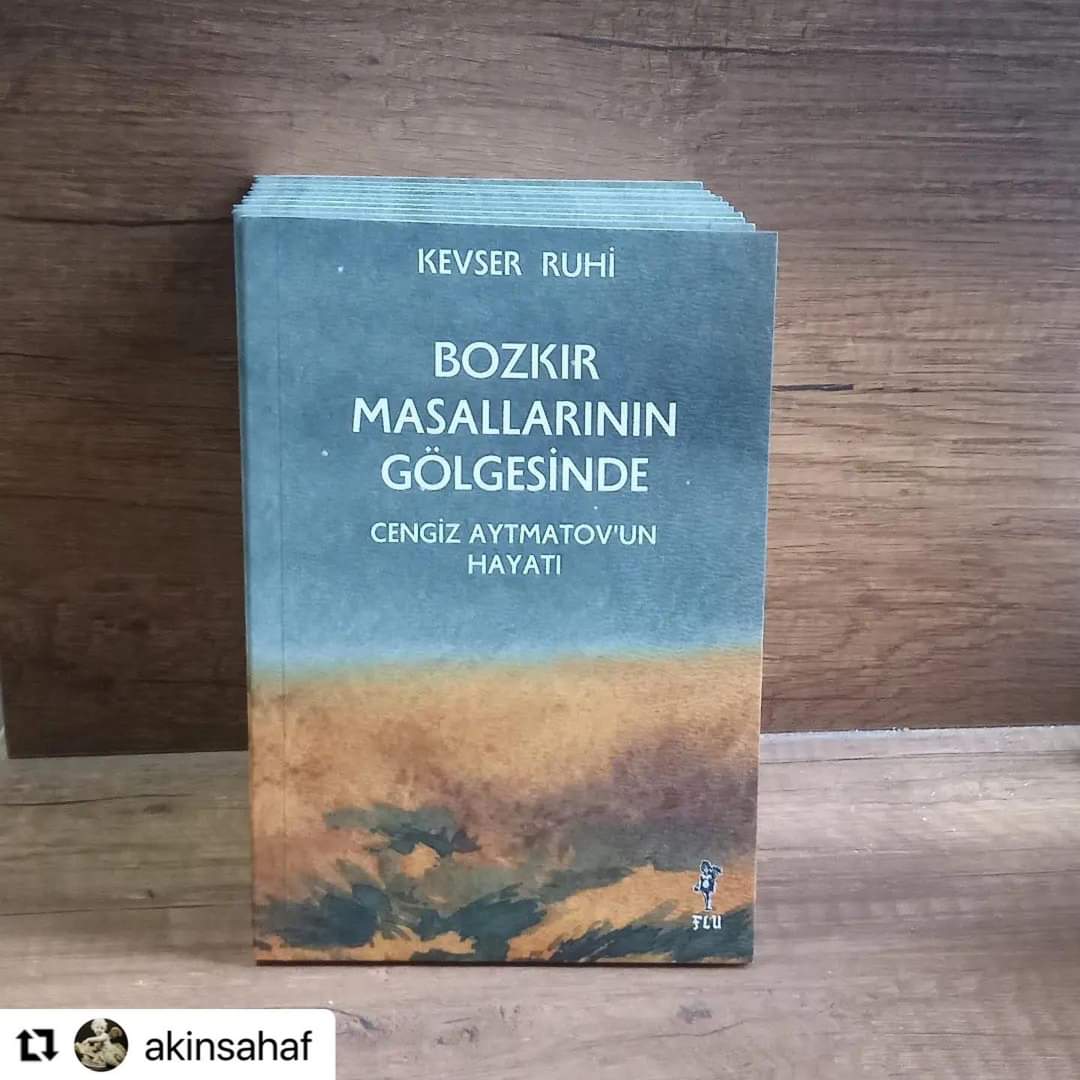 KEVSER RUHİ
BOZKIR
MASALLARININ
GÖLGESİNDE
CENGİZ AYTMATOV'UN
HAYATI
FLU
akinsahaf